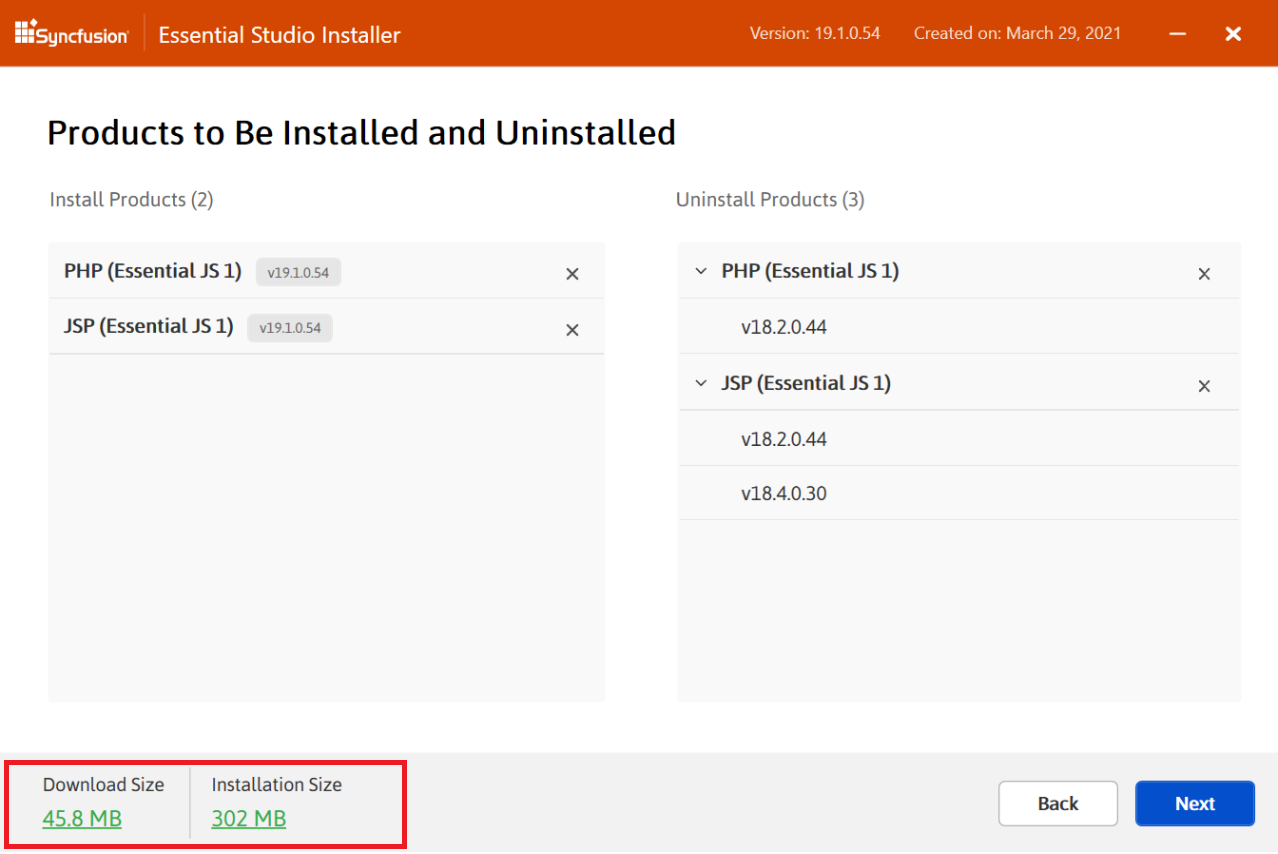 Syncfusion Essential Studio Installer Version: 19.1.0.54 Created on: March 29, 2021
Products to Be Installed and Uninstalled
Install Products (2)
PHP (Essential JS 1) v19.1.0.54
JSP (Essential JS 1) v19.1.0.54
Uninstall Products (3)
PHP (Essential JS 1)
v18.2.0.44
JSP (Essential JS 1)
v18.2.0.44
v18.4.0.30
Download Size
45.8 MB
Installation Size
302 MB
Back
Next